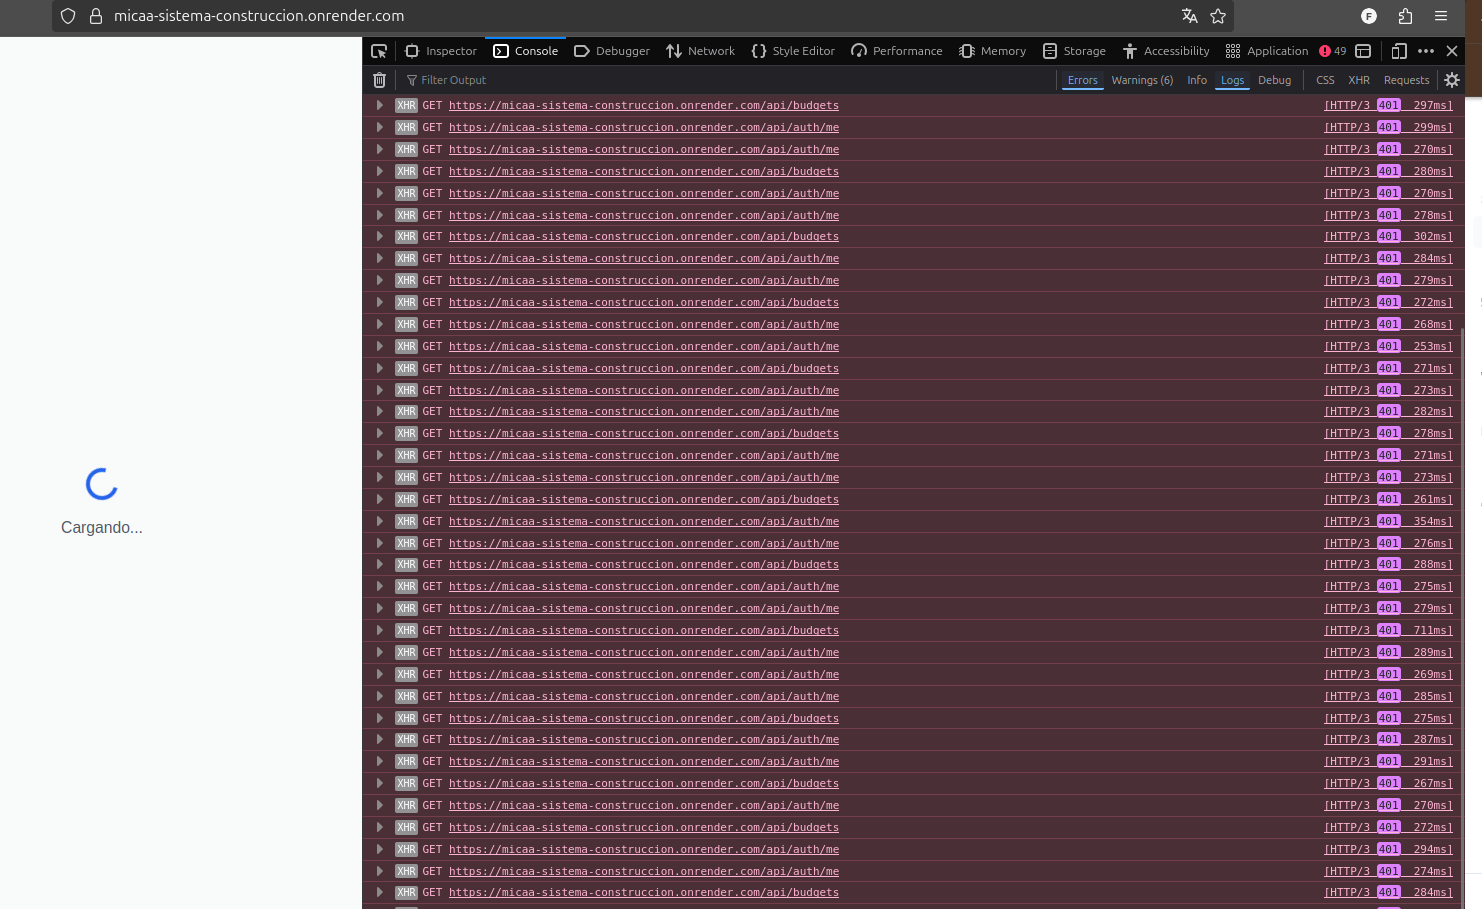 micaa-sistema-construccion.onrender.com F
Inspector Console Debugger Network Style Editor Performance Memory Storage Accessibility Application 49
Filter Output Errors Warnings (6) Info Logs Debug CSS XHR Requests
XHR GET https://micaa-sistema-construccion.onrender.com/api/budgets [HTTP/3 401 297ms]
XHR GET https://micaa-sistema-construccion.onrender.com/api/auth/me [HTTP/3 401 299ms]
XHR GET https://micaa-sistema-construccion.onrender.com/api/auth/me [HTTP/3 401 270ms]
XHR GET https://micaa-sistema-construccion.onrender.com/api/budgets [HTTP/3 401 280ms]
XHR GET https://micaa-sistema-construccion.onrender.com/api/auth/me [HTTP/3 401 270ms]
XHR GET https://micaa-sistema-construccion.onrender.com/api/auth/me [HTTP/3 401 278ms]
XHR GET https://micaa-sistema-construccion.onrender.com/api/budgets [HTTP/3 401 302ms]
XHR GET https://micaa-sistema-construccion.onrender.com/api/auth/me [HTTP/3 401 284ms]
XHR GET https://micaa-sistema-construccion.onrender.com/api/auth/me [HTTP/3 401 279ms]
XHR GET https://micaa-sistema-construccion.onrender.com/api/budgets [HTTP/3 401 272ms]
XHR GET https://micaa-sistema-construccion.onrender.com/api/auth/me [HTTP/3 401 268ms]
XHR GET https://micaa-sistema-construccion.onrender.com/api/auth/me [HTTP/3 401 253ms]
XHR GET https://micaa-sistema-construccion.onrender.com/api/budgets [HTTP/3 401 271ms]
XHR GET https://micaa-sistema-construccion.onrender.com/api/auth/me [HTTP/3 401 273ms]
XHR GET https://micaa-sistema-construccion.onrender.com/api/auth/me [HTTP/3 401 282ms]
XHR GET https://micaa-sistema-construccion.onrender.com/api/budgets [HTTP/3 401 278ms]
XHR GET https://micaa-sistema-construccion.onrender.com/api/auth/me [HTTP/3 401 271ms]
XHR GET https://micaa-sistema-construccion.onrender.com/api/auth/me [HTTP/3 401 273ms]
XHR GET https://micaa-sistema-construccion.onrender.com/api/budgets [HTTP/3 401 261ms]
XHR GET https://micaa-sistema-construccion.onrender.com/api/auth/me [HTTP/3 401 354ms]
Cargando...
XHR GET https://micaa-sistema-construccion.onrender.com/api/auth/me [HTTP/3 401 276ms]
XHR GET https://micaa-sistema-construccion.onrender.com/api/budgets [HTTP/3 401 288ms]
XHR GET https://micaa-sistema-construccion.onrender.com/api/auth/me [HTTP/3 401 275ms]
XHR GET https://micaa-sistema-construccion.onrender.com/api/auth/me [HTTP/3 401 279ms]
XHR GET https://micaa-sistema-construccion.onrender.com/api/budgets [HTTP/3 401 711ms]
XHR GET https://micaa-sistema-construccion.onrender.com/api/auth/me [HTTP/3 401 289ms]
XHR GET https://micaa-sistema-construccion.onrender.com/api/auth/me [HTTP/3 401 269ms]
XHR GET https://micaa-sistema-construccion.onrender.com/api/auth/me [HTTP/3 401 285ms]
XHR GET https://micaa-sistema-construccion.onrender.com/api/budgets [HTTP/3 401 275ms]
XHR GET https://micaa-sistema-construccion.onrender.com/api/auth/me [HTTP/3 401 287ms]
XHR GET https://micaa-sistema-construccion.onrender.com/api/auth/me [HTTP/3 401 291ms]
XHR GET https://micaa-sistema-construccion.onrender.com/api/budgets [HTTP/3 401 267ms]
XHR GET https://micaa-sistema-construccion.onrender.com/api/auth/me [HTTP/3 401 270ms]
XHR GET https://micaa-sistema-construccion.onrender.com/api/budgets [HTTP/3 401 272ms]
XHR GET https://micaa-sistema-construccion.onrender.com/api/auth/me [HTTP/3 401 294ms]
XHR GET https://micaa-sistema-construccion.onrender.com/api/auth/me [HTTP/3 401 274ms]
XHR GET https://micaa-sistema-construccion.onrender.com/api/budgets [HTTP/3 401 284ms]